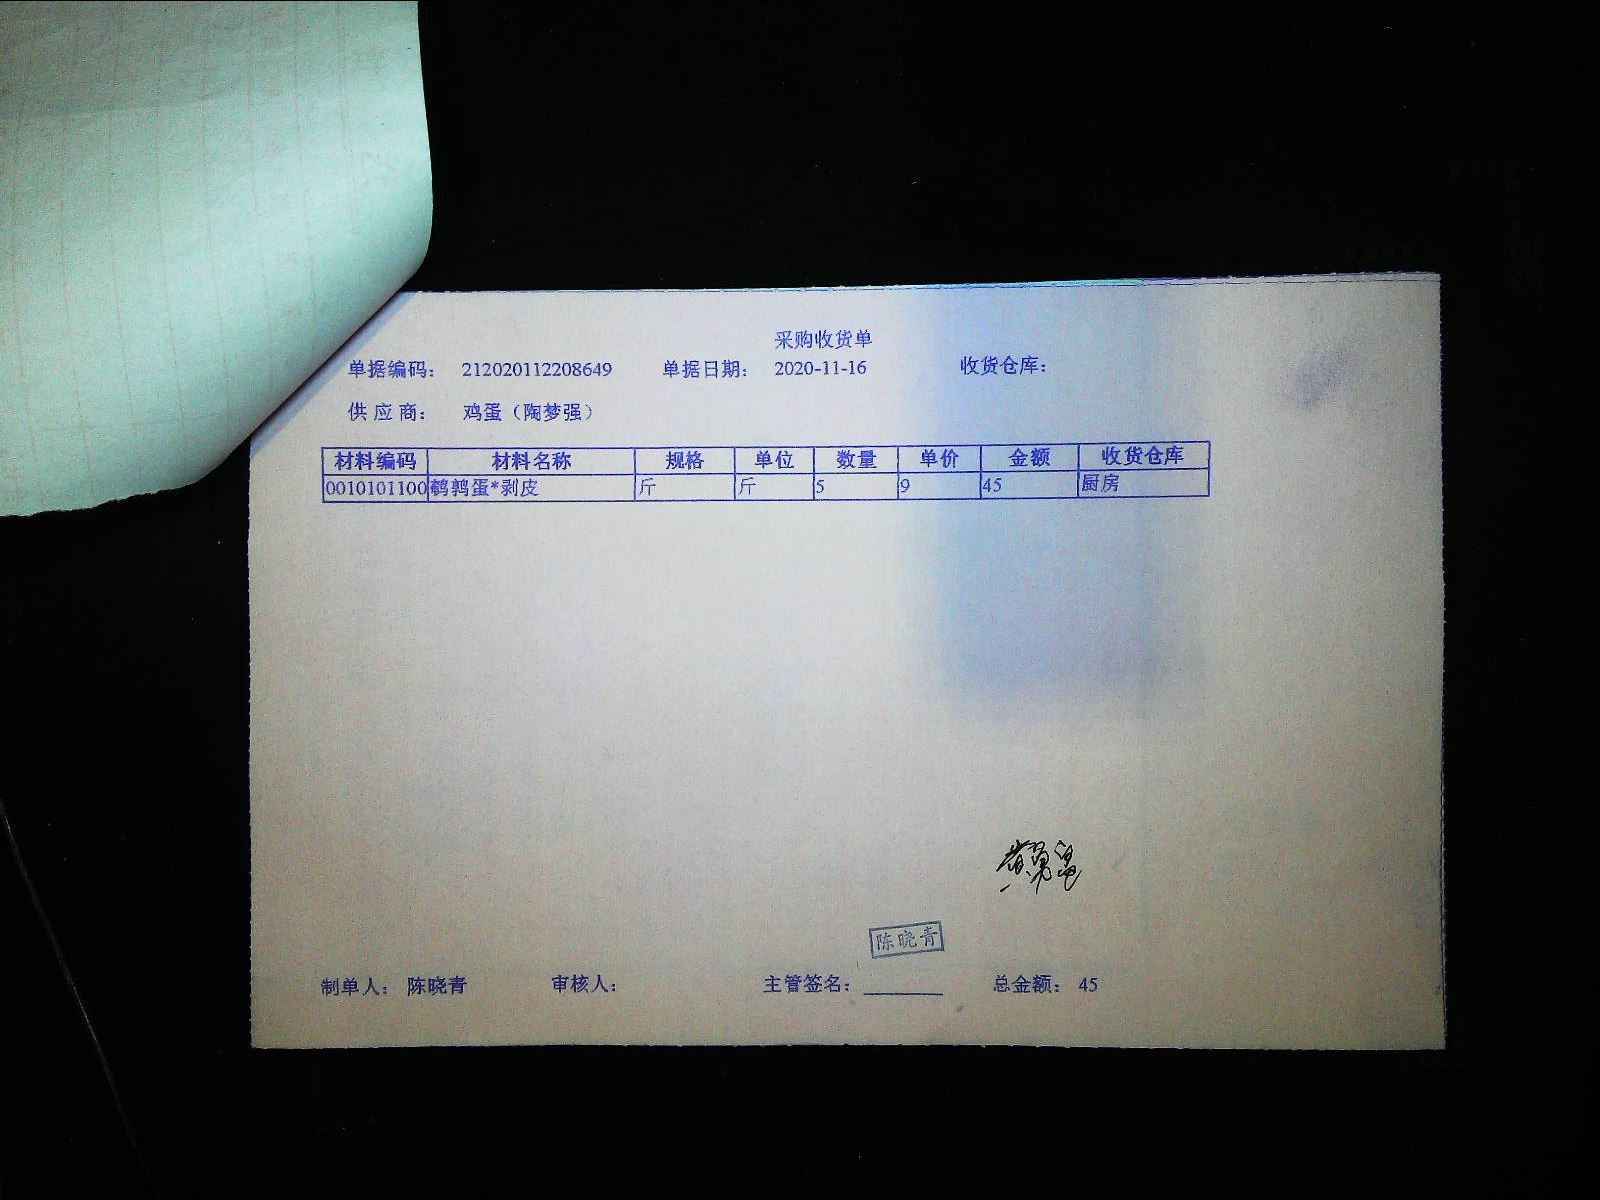 采购收货单
单据编码： 212020112208649 单据日期： 2020-11-16 收货仓库：
供应商： 鸡蛋（陶梦强）
材料编码 材料名称 规格 单位 数量 单价 金额 收货仓库
0010101100 鹌鹑蛋*剥皮 斤 斤 5 9 45 厨房
陈晓青
制单人： 陈晓青 审核人： 主管签名： 总金额： 45